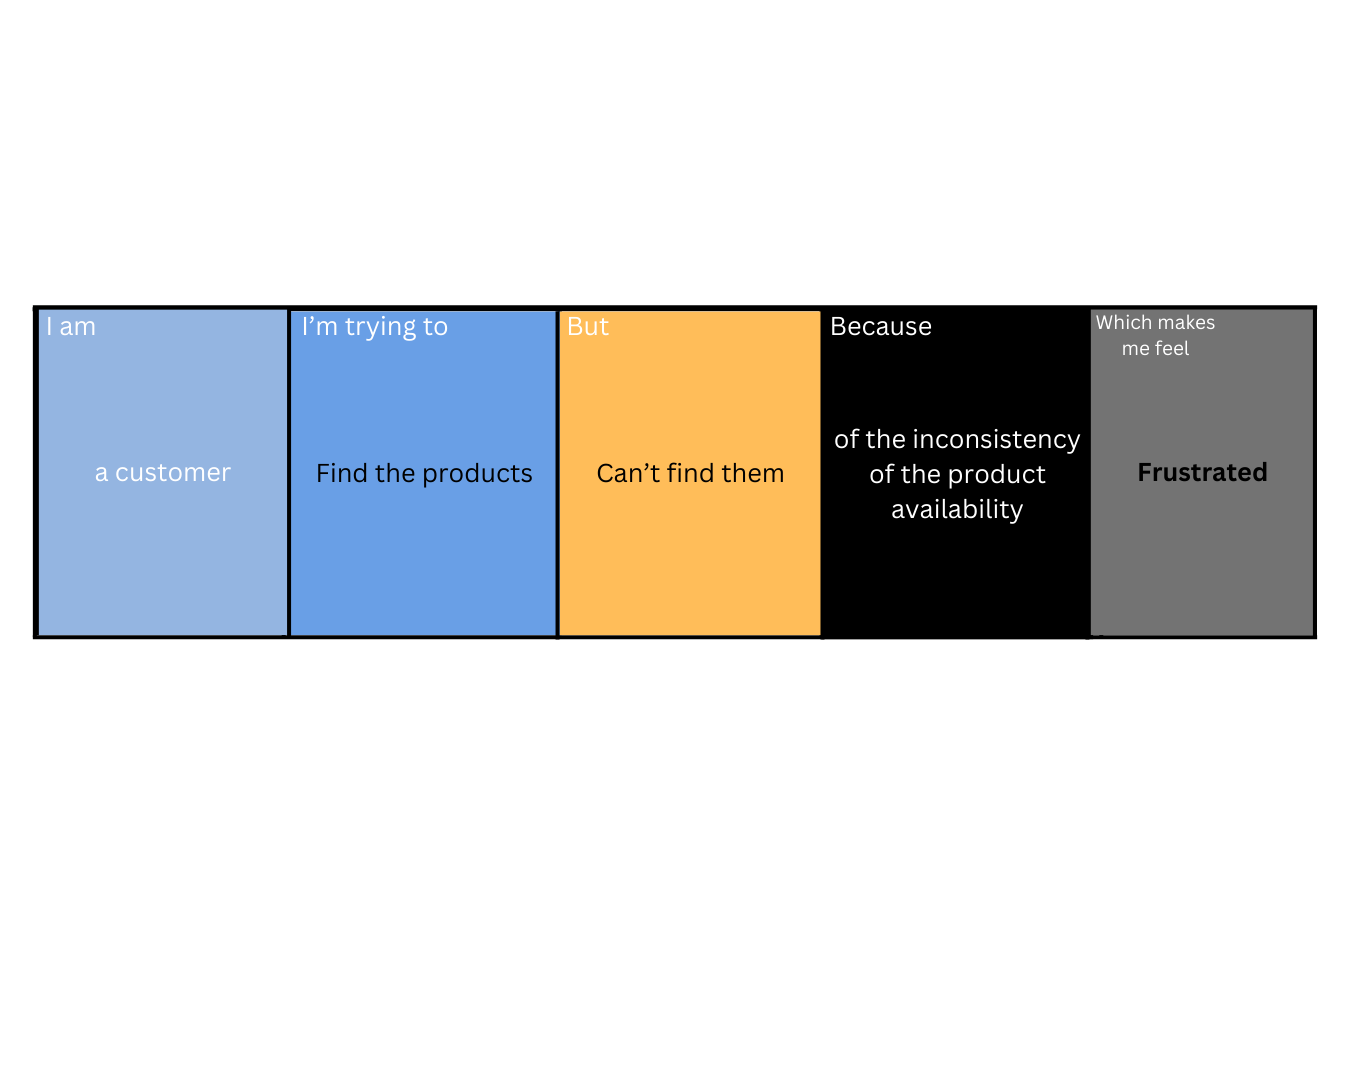 I am
a customer
I’m trying to
Find the products
But
Can’t find them
Because
of the inconsistency
of the product
availability
Which makes
me feel
Frustrated